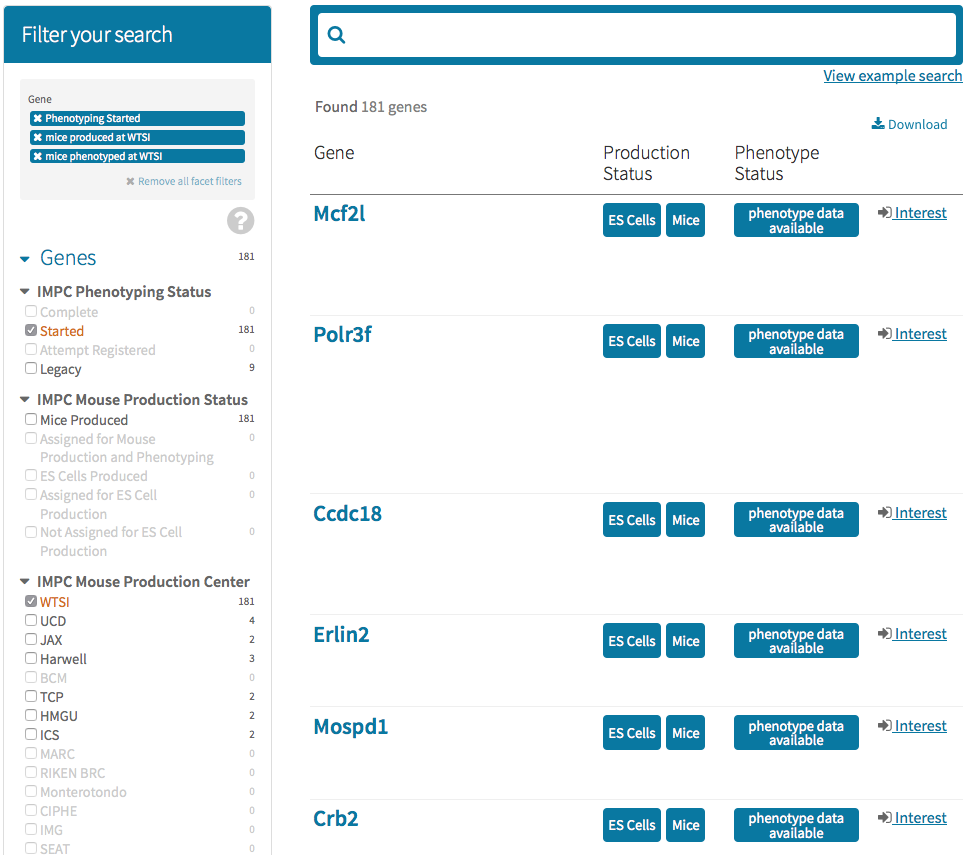 Filter your search
Gene
Phenotyping Started
mice produced at WTSI
mice phenotyped at WTSI
Remove all facet filters
?
Genes 181
IMPC Phenotyping Status
Complete 0
Started 181
Attempt Registered 0
Legacy 9
IMPC Mouse Production Status
Mice Produced 181
Assigned for Mouse 0
Production and Phenotyping
ES Cells Produced 0
Assigned for ES Cell 0
Production
Not Assigned for ES Cell 0
Production
IMPC Mouse Production Center
WTSI 181
UCD 4
JAX 2
Harwell 3
BCM 0
TCP 2
HMGU 2
ICS 2
MARC 0
RIKEN BRC 0
Monterotondo 0
CIPHE 0
IMG 0
SEAT 0
View example search
Found 181 genes
Download
Gene Production Phenotype
Status Status
Mcf2l ES Cells Mice phenotype data Interest
available
Polr3f ES Cells Mice phenotype data Interest
available
Ccdc18 ES Cells Mice phenotype data Interest
available
Erlin2 ES Cells Mice phenotype data Interest
available
Mospd1 ES Cells Mice phenotype data Interest
available
Crb2 ES Cells Mice phenotype data Interest
available